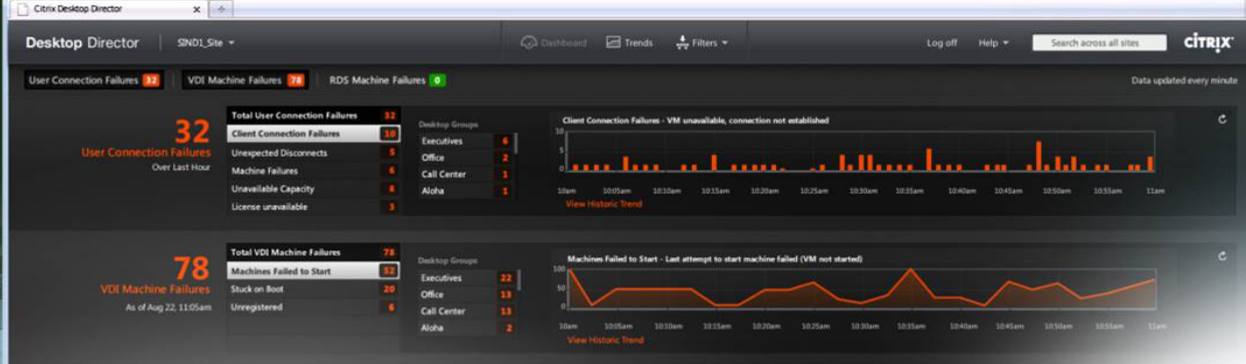 Citrix Desktop Director x
Desktop Director SIND1_Site Dashboard Trends Filters Log off Help Search across all sites CITRIX
User Connection Failures 32 VDI Machine Failures 78 RDS Machine Failures 0 Data updated every minute
32
User Connection Failures
Over Last Hour
Total User Connection Failures 32
Client Connection Failures 10
Unexpected Disconnects 5
Machine Failures 6
Unavailable Capacity 8
License unavailable 3
Desktop Groups
Executives 6
Office 2
Call Center 1
Aloha 1
Client Connection Failures - VM unavailable, connection not established
10
5
0
10am 10:05am 10:10am 10:15am 10:20am 10:25am 10:30am 10:35am 10:40am 10:45am 10:50am 10:55am 11am
View Historic Trend
78
VDI Machine Failures
As of Aug 22, 11:05am
Total VDI Machine Failures 78
Machines Failed to Start 52
Stuck on Boot 20
Unregistered 6
Desktop Groups
Executives 22
Office 13
Call Center 13
Aloha 2
Machines Failed to Start - Last attempt to start machine failed (VM not started)
100
50
0
10am 10:05am 10:10am 10:15am 10:20am 10:25am 10:30am 10:35am 10:40am 10:45am 10:50am 10:55am 11am
View Historic Trend